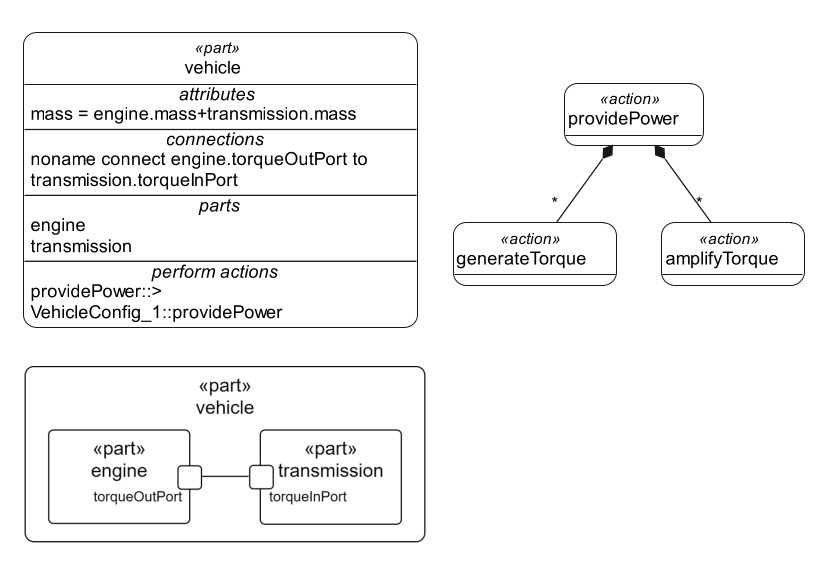 «part»
vehicle
attributes
mass = engine.mass+transmission.mass
connections
noname connect engine.torqueOutPort to
transmission.torqueInPort
parts
engine
transmission
perform actions
providePower::>
VehicleConfig_1::providePower
«action»
providePower
*
*
«action»
generateTorque
«action»
amplifyTorque
«part»
vehicle
«part»
engine
torqueOutPort
«part»
transmission
torqueInPort